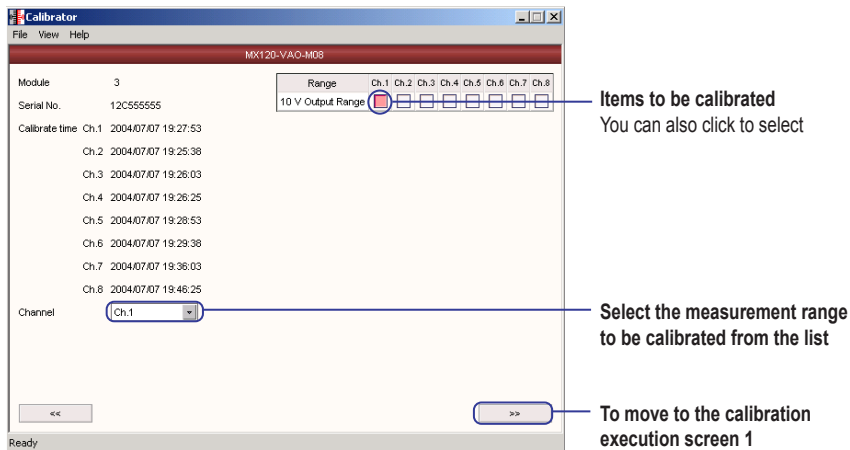 Calibrator
File View Help
MX120-VAO-M08
Module 3
Serial No. 12C555555
Calibrate time Ch.1 2004/07/07 19:27:53
Ch.2 2004/07/07 19:25:38
Ch.3 2004/07/07 19:26:03
Ch.4 2004/07/07 19:26:25
Ch.5 2004/07/07 19:28:53
Ch.6 2004/07/07 19:29:38
Ch.7 2004/07/07 19:36:03
Ch.8 2004/07/07 19:46:25
Channel Ch.1
Range Ch.1 Ch.2 Ch.3 Ch.4 Ch.5 Ch.6 Ch.7 Ch.8
10 V Output Range
<< >>
Ready
Items to be calibrated
You can also click to select
Select the measurement range
to be calibrated from the list
To move to the calibration
execution screen 1